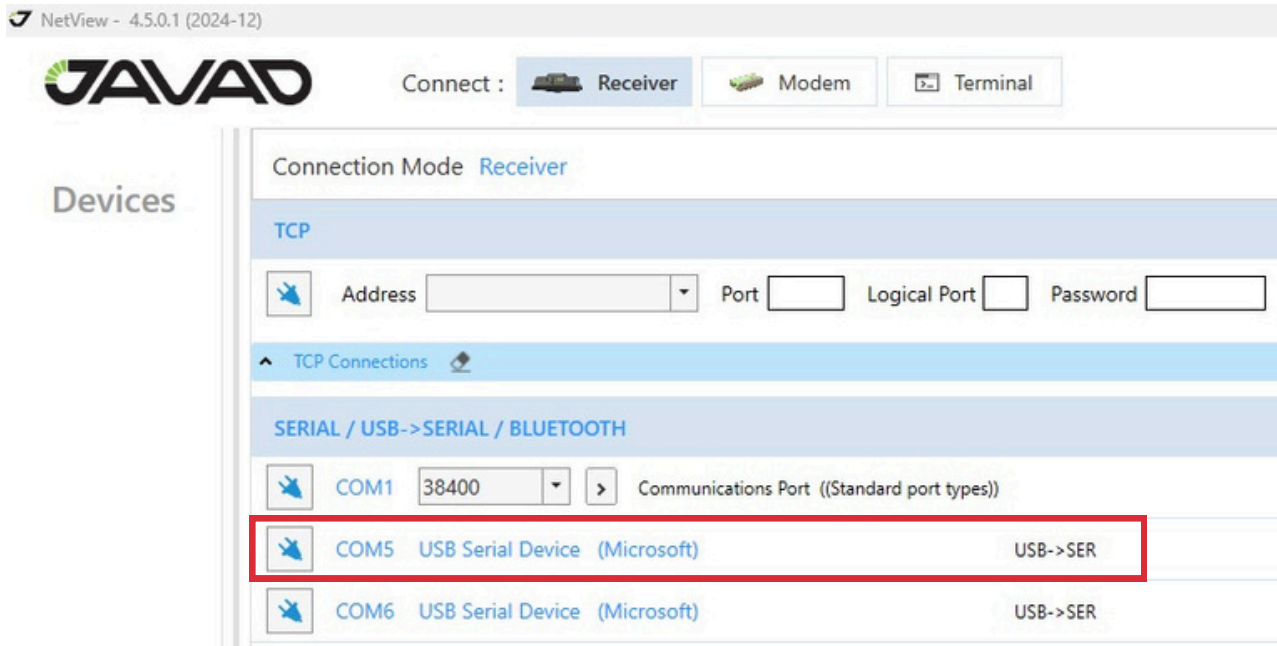 NetView - 4.5.0.1 (2024-12)
JAVAD Connect : Receiver Modem Terminal
Devices
Connection Mode Receiver
TCP
Address Port Logical Port Password
TCP Connections
SERIAL / USB->SERIAL / BLUETOOTH
COM1 38400 > Communications Port ((Standard port types))
COM5 USB Serial Device (Microsoft) USB->SER
COM6 USB Serial Device (Microsoft) USB->SER